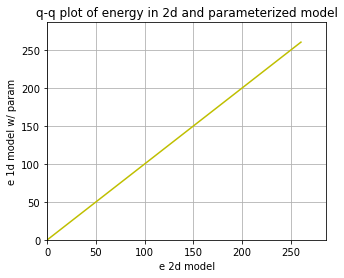 q-q plot of energy in 2d and parameterized model
e 1d model w/ param
250
200
150
100
50
0
0 50 100 150 200 250
e 2d model